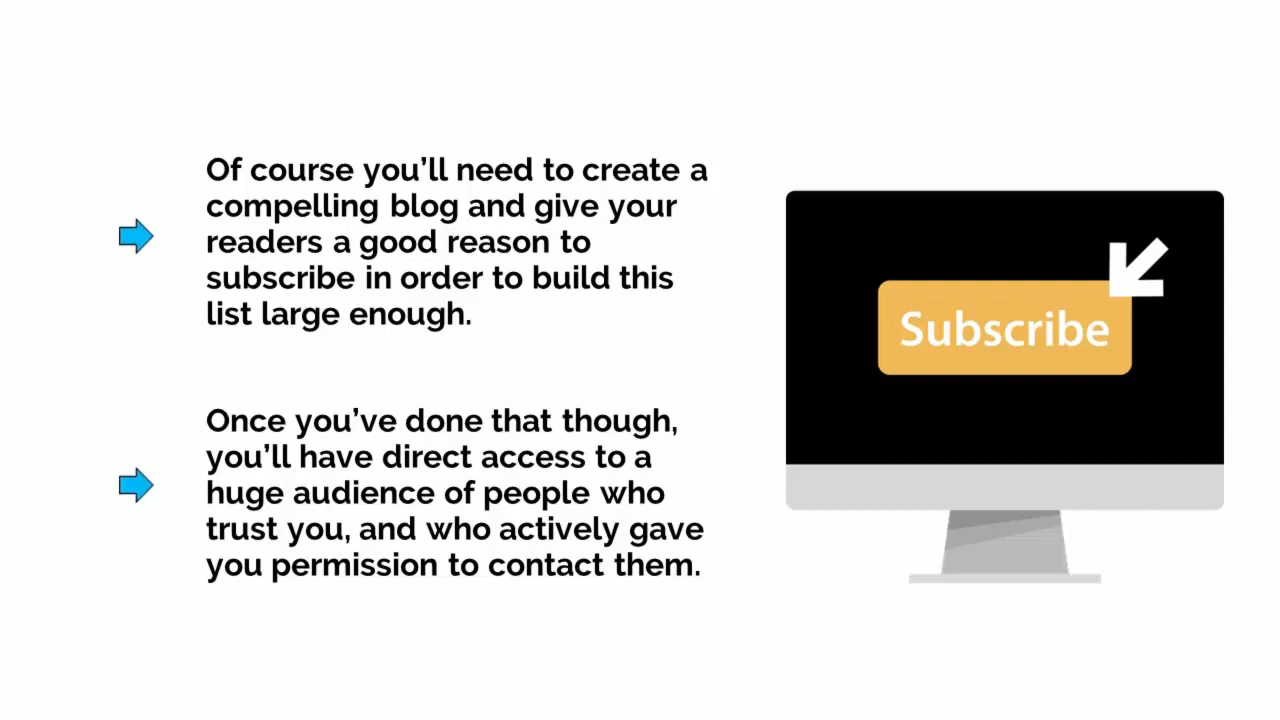 Of course you’ll need to create a
compelling blog and give your
readers a good reason to
subscribe in order to build this
list large enough.
Once you’ve done that though,
you’ll have direct access to a
huge audience of people who
trust you, and who actively gave
you permission to contact them.
Subscribe